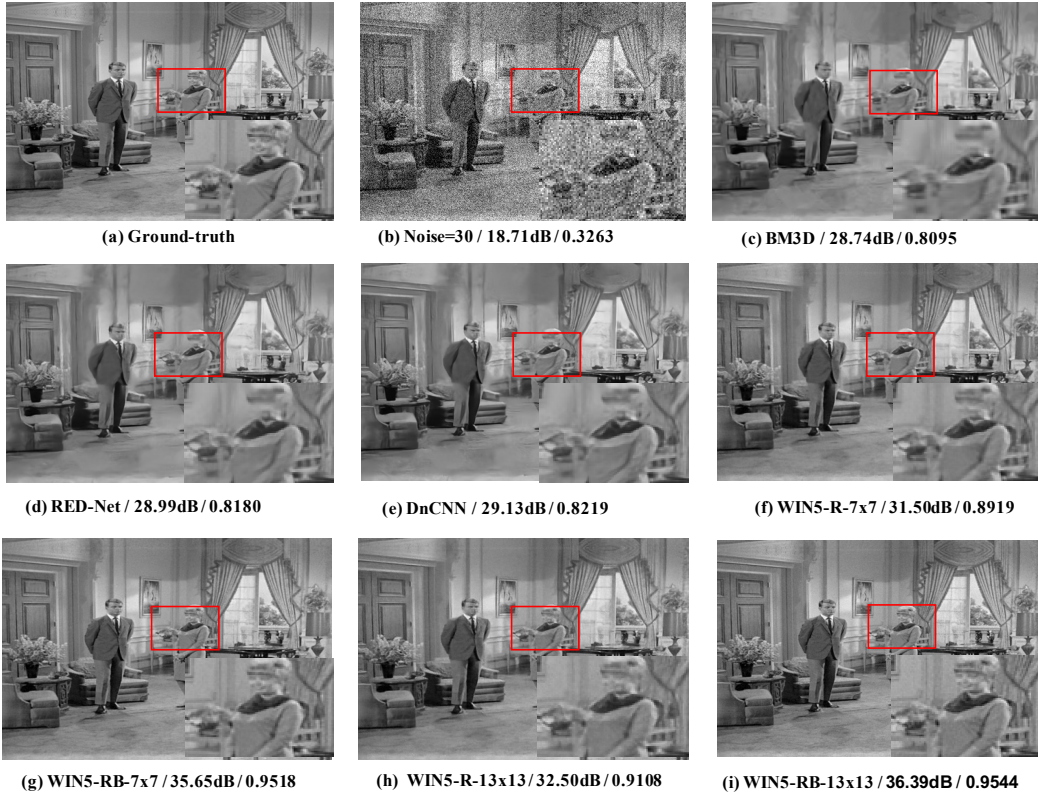 (a) Ground-truth
(b) Noise=30 / 18.71dB / 0.3263
(c) BM3D / 28.74dB / 0.8095
(d) RED-Net / 28.99dB / 0.8180
(e) DnCNN / 29.13dB / 0.8219
(f) WIN5-R-7x7 / 31.50dB / 0.8919
(g) WIN5-RB-7x7 / 35.65dB / 0.9518
(h) WIN5-R-13x13 / 32.50dB / 0.9108
(i) WIN5-RB-13x13 / 36.39dB / 0.9544